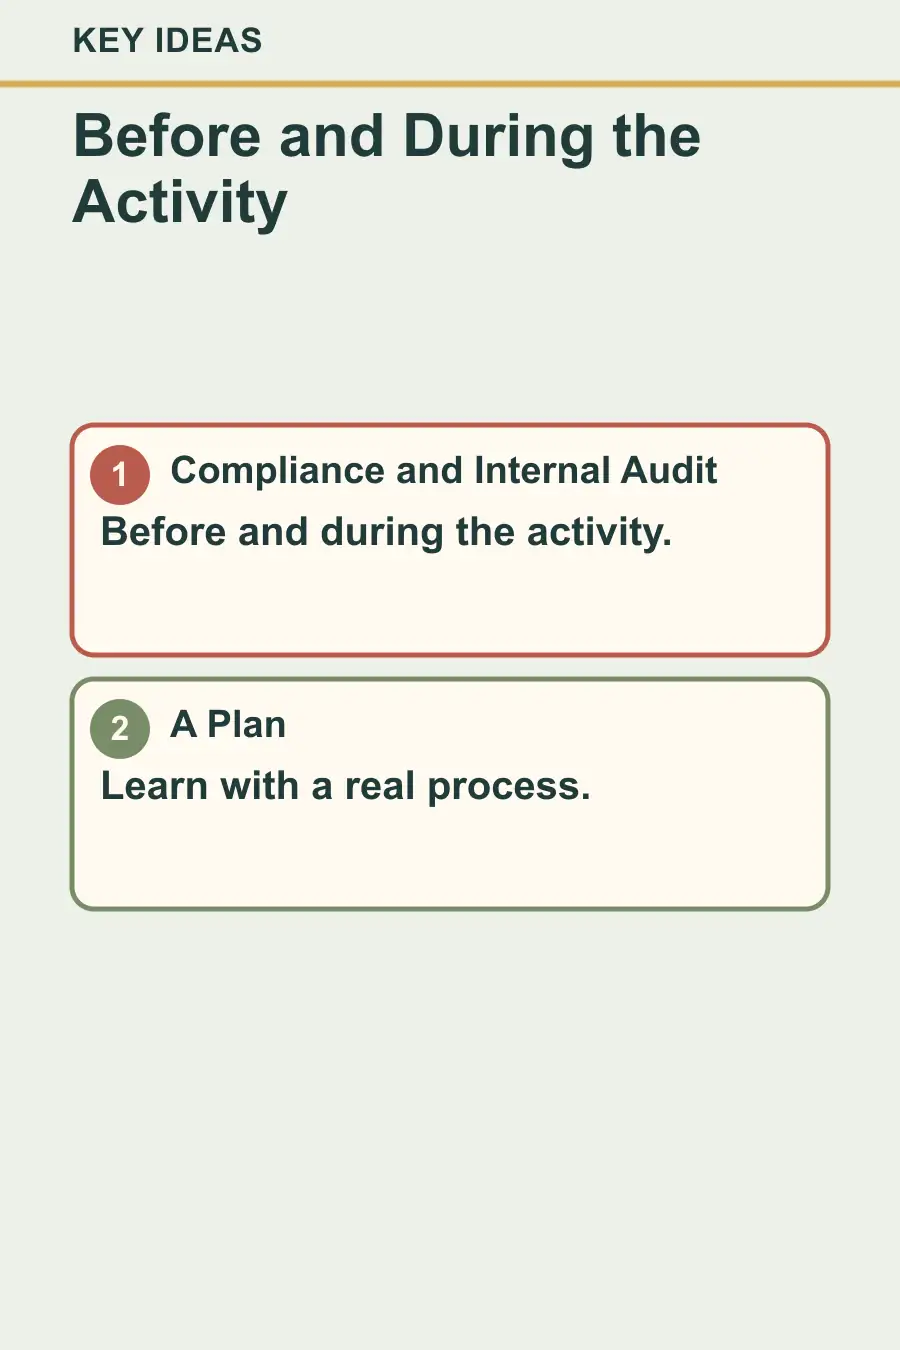 KEY IDEAS
Before and During the
Activity
1 Compliance and Internal Audit
Before and during the activity.
2 A Plan
Learn with a real process.